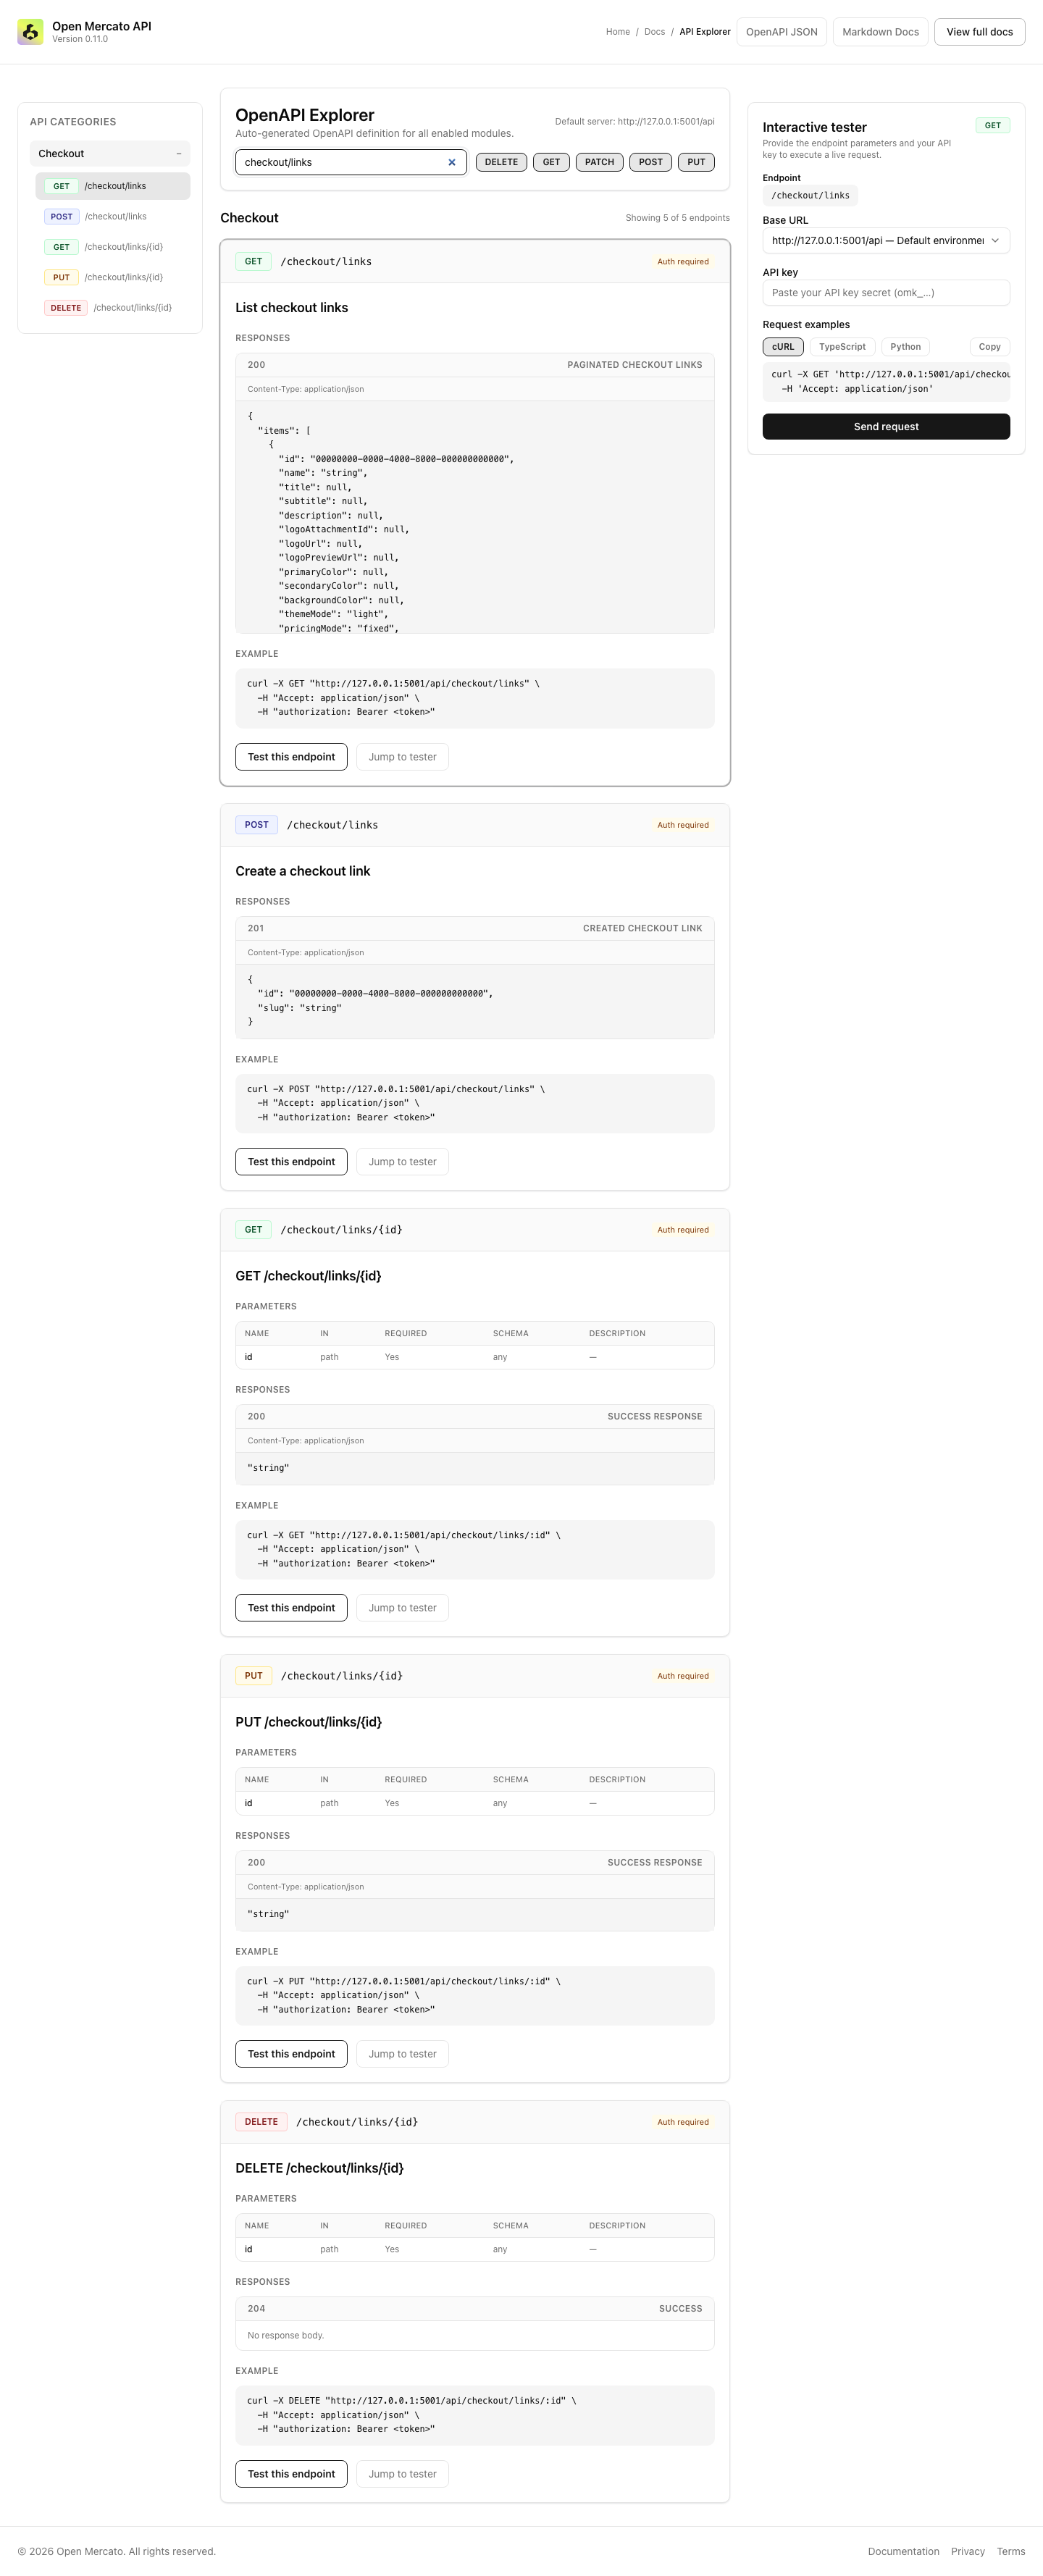 Open Mercato API
Version 0.11.0
Home / Docs / API Explorer
OpenAPI JSON
Markdown Docs
View full docs
API CATEGORIES
Checkout −
GET /checkout/links
POST /checkout/links
GET /checkout/links/{id}
PUT /checkout/links/{id}
DELETE /checkout/links/{id}
OpenAPI Explorer
Auto-generated OpenAPI definition for all enabled modules.
Default server: http://127.0.0.1:5001/api
checkout/links
DELETE GET PATCH POST PUT
Checkout
Showing 5 of 5 endpoints
GET /checkout/links Auth required
List checkout links
RESPONSES
200 PAGINATED CHECKOUT LINKS
Content-Type: application/json
{
"items": [
{
"id": "00000000-0000-4000-8000-000000000000",
"name": "string",
"title": null,
"subtitle": null,
"description": null,
"logoAttachmentId": null,
"logoUrl": null,
"logoPreviewUrl": null,
"primaryColor": null,
"secondaryColor": null,
"backgroundColor": null,
"themeMode": "light",
"pricingMode": "fixed",
EXAMPLE
curl -X GET "http://127.0.0.1:5001/api/checkout/links" \
-H "Accept: application/json" \
-H "authorization: Bearer <token>"
Test this endpoint
Jump to tester
POST /checkout/links Auth required
Create a checkout link
RESPONSES
201 CREATED CHECKOUT LINK
Content-Type: application/json
{
"id": "00000000-0000-4000-8000-000000000000",
"slug": "string"
}
EXAMPLE
curl -X POST "http://127.0.0.1:5001/api/checkout/links" \
-H "Accept: application/json" \
-H "authorization: Bearer <token>"
Test this endpoint
Jump to tester
GET /checkout/links/{id} Auth required
GET /checkout/links/{id}
PARAMETERS
NAME IN REQUIRED SCHEMA DESCRIPTION
id path Yes any —
RESPONSES
200 SUCCESS RESPONSE
Content-Type: application/json
"string"
EXAMPLE
curl -X GET "http://127.0.0.1:5001/api/checkout/links/:id" \
-H "Accept: application/json" \
-H "authorization: Bearer <token>"
Test this endpoint
Jump to tester
PUT /checkout/links/{id} Auth required
PUT /checkout/links/{id}
PARAMETERS
NAME IN REQUIRED SCHEMA DESCRIPTION
id path Yes any —
RESPONSES
200 SUCCESS RESPONSE
Content-Type: application/json
"string"
EXAMPLE
curl -X PUT "http://127.0.0.1:5001/api/checkout/links/:id" \
-H "Accept: application/json" \
-H "authorization: Bearer <token>"
Test this endpoint
Jump to tester
DELETE /checkout/links/{id} Auth required
DELETE /checkout/links/{id}
PARAMETERS
NAME IN REQUIRED SCHEMA DESCRIPTION
id path Yes any —
RESPONSES
204 SUCCESS
No response body.
EXAMPLE
curl -X DELETE "http://127.0.0.1:5001/api/checkout/links/:id" \
-H "Accept: application/json" \
-H "authorization: Bearer <token>"
Test this endpoint
Jump to tester
Interactive tester
GET
Provide the endpoint parameters and your API
key to execute a live request.
Endpoint
/checkout/links
Base URL
http://127.0.0.1:5001/api — Default environmen
API key
Paste your API key secret (omk_...)
Request examples
cURL TypeScript Python Copy
curl -X GET 'http://127.0.0.1:5001/api/checkou
-H 'Accept: application/json'
Send request
© 2026 Open Mercato. All rights reserved.
Documentation Privacy Terms